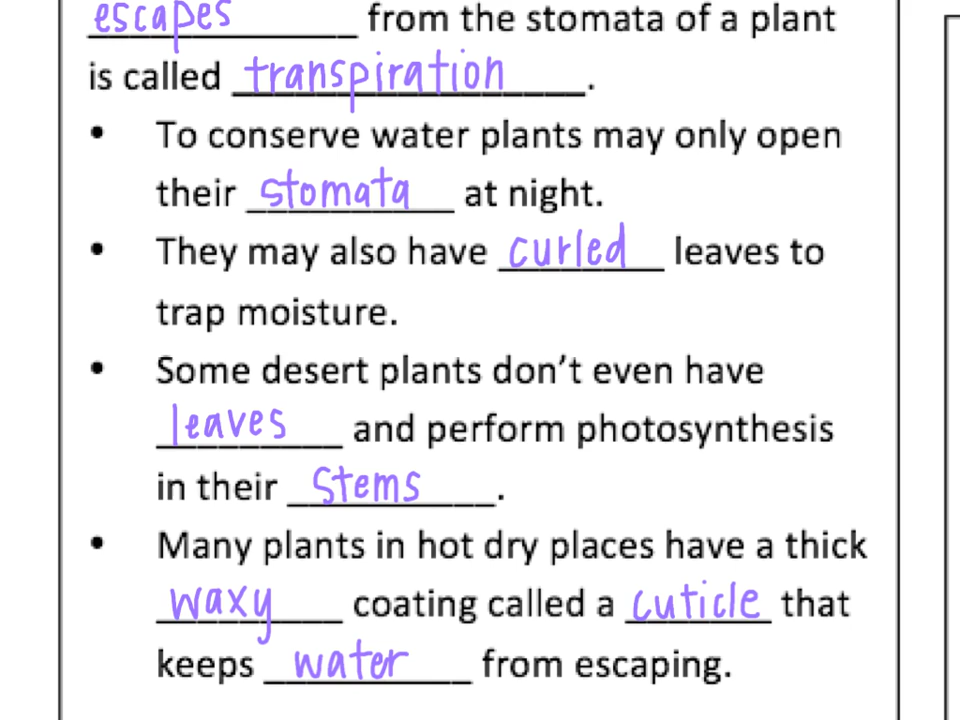 escapes from the stomata of a plant
is called transpiration.
• To conserve water plants may only open
their stomata at night.
• They may also have curled leaves to
trap moisture.
• Some desert plants don't even have
leaves and perform photosynthesis
in their stems.
• Many plants in hot dry places have a thick
waxy coating called a cuticle that
keeps water from escaping.